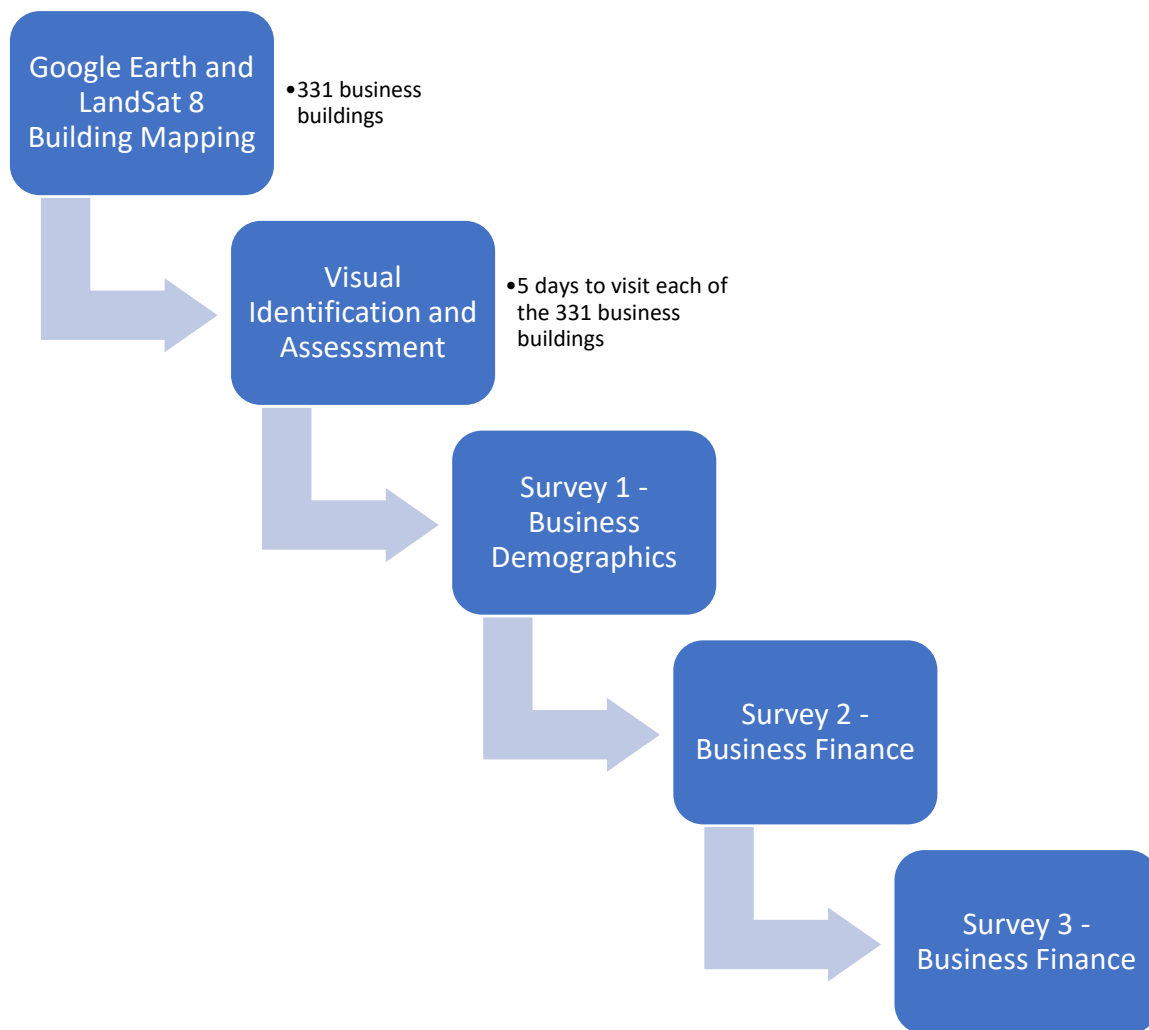 Google Earth and
LandSat 8
Building Mapping
•331 business
buildings
Visual
Identification and
Assesssment
•5 days to visit each of
the 331 business
buildings
Survey 1 -
Business
Demographics
Survey 2 -
Business Finance
Survey 3 -
Business Finance